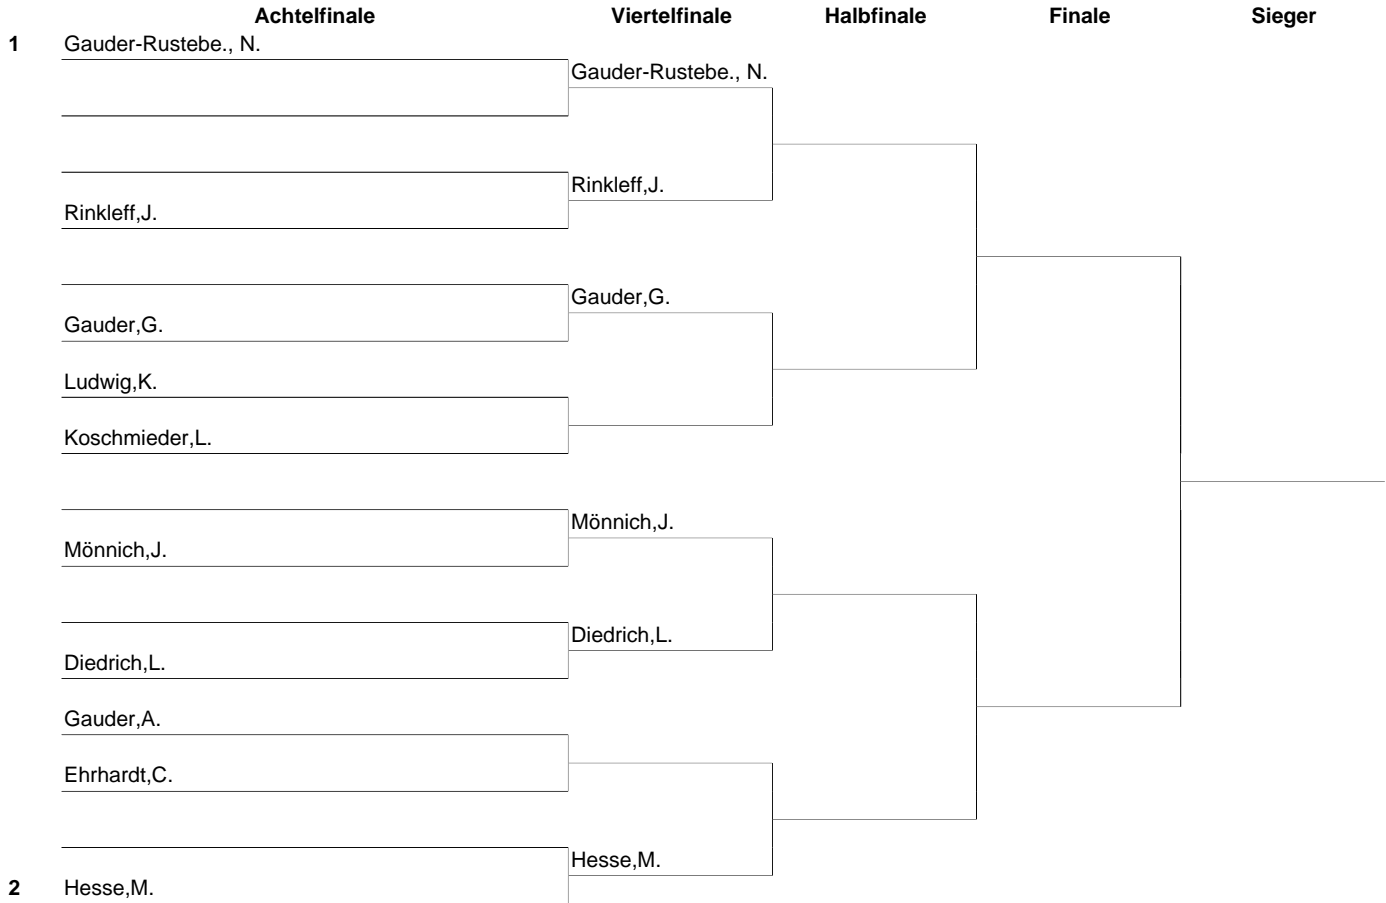 Achtelfinale Viertelfinale Halbfinale Finale Sieger
1 Gauder-Rustebe., N.
Gauder-Rustebe., N.
Rinkleff,J.
Rinkleff,J.
Gauder,G.
Gauder,G.
Ludwig,K.
Koschmieder,L.
Mönnich,J.
Mönnich,J.
Diedrich,L.
Diedrich,L.
Gauder,A.
Ehrhardt,C.
Hesse,M.
2 Hesse,M.